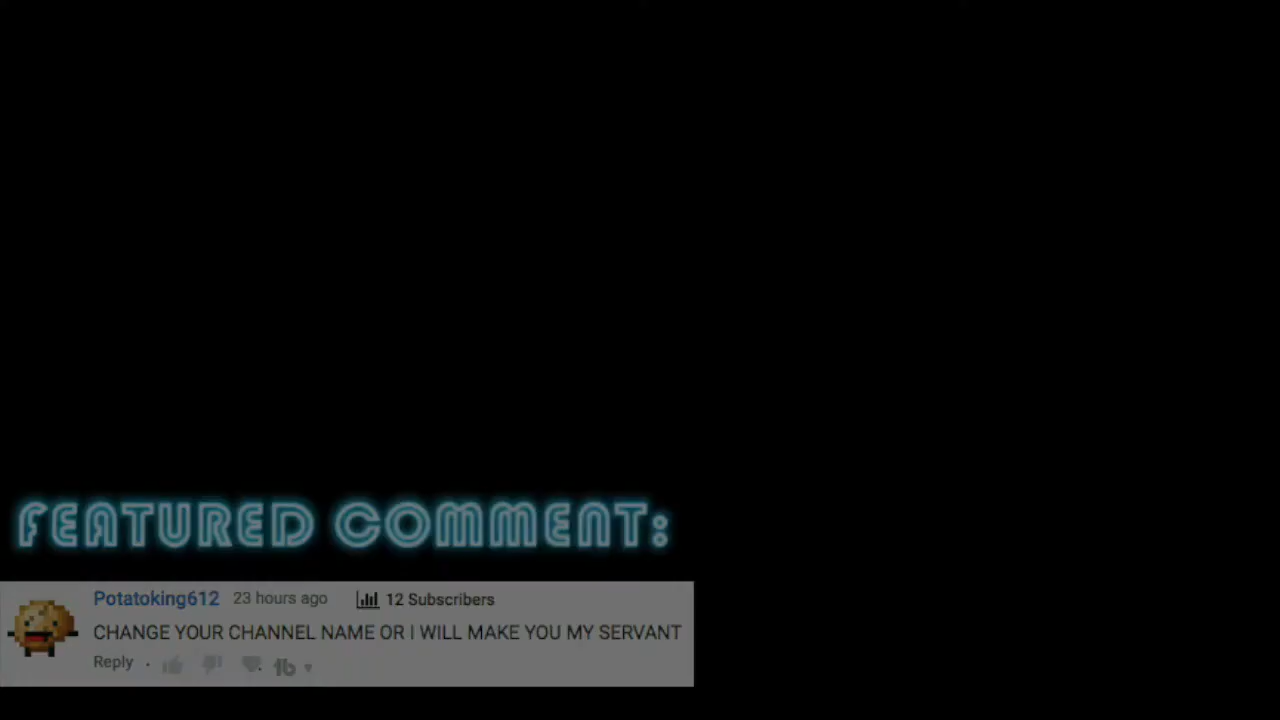 FEATURED COMMENT:
Potatoking612 23 hours ago 12 Subscribers
CHANGE YOUR CHANNEL NAME OR I WILL MAKE YOU MY SERVANT
Reply · tb